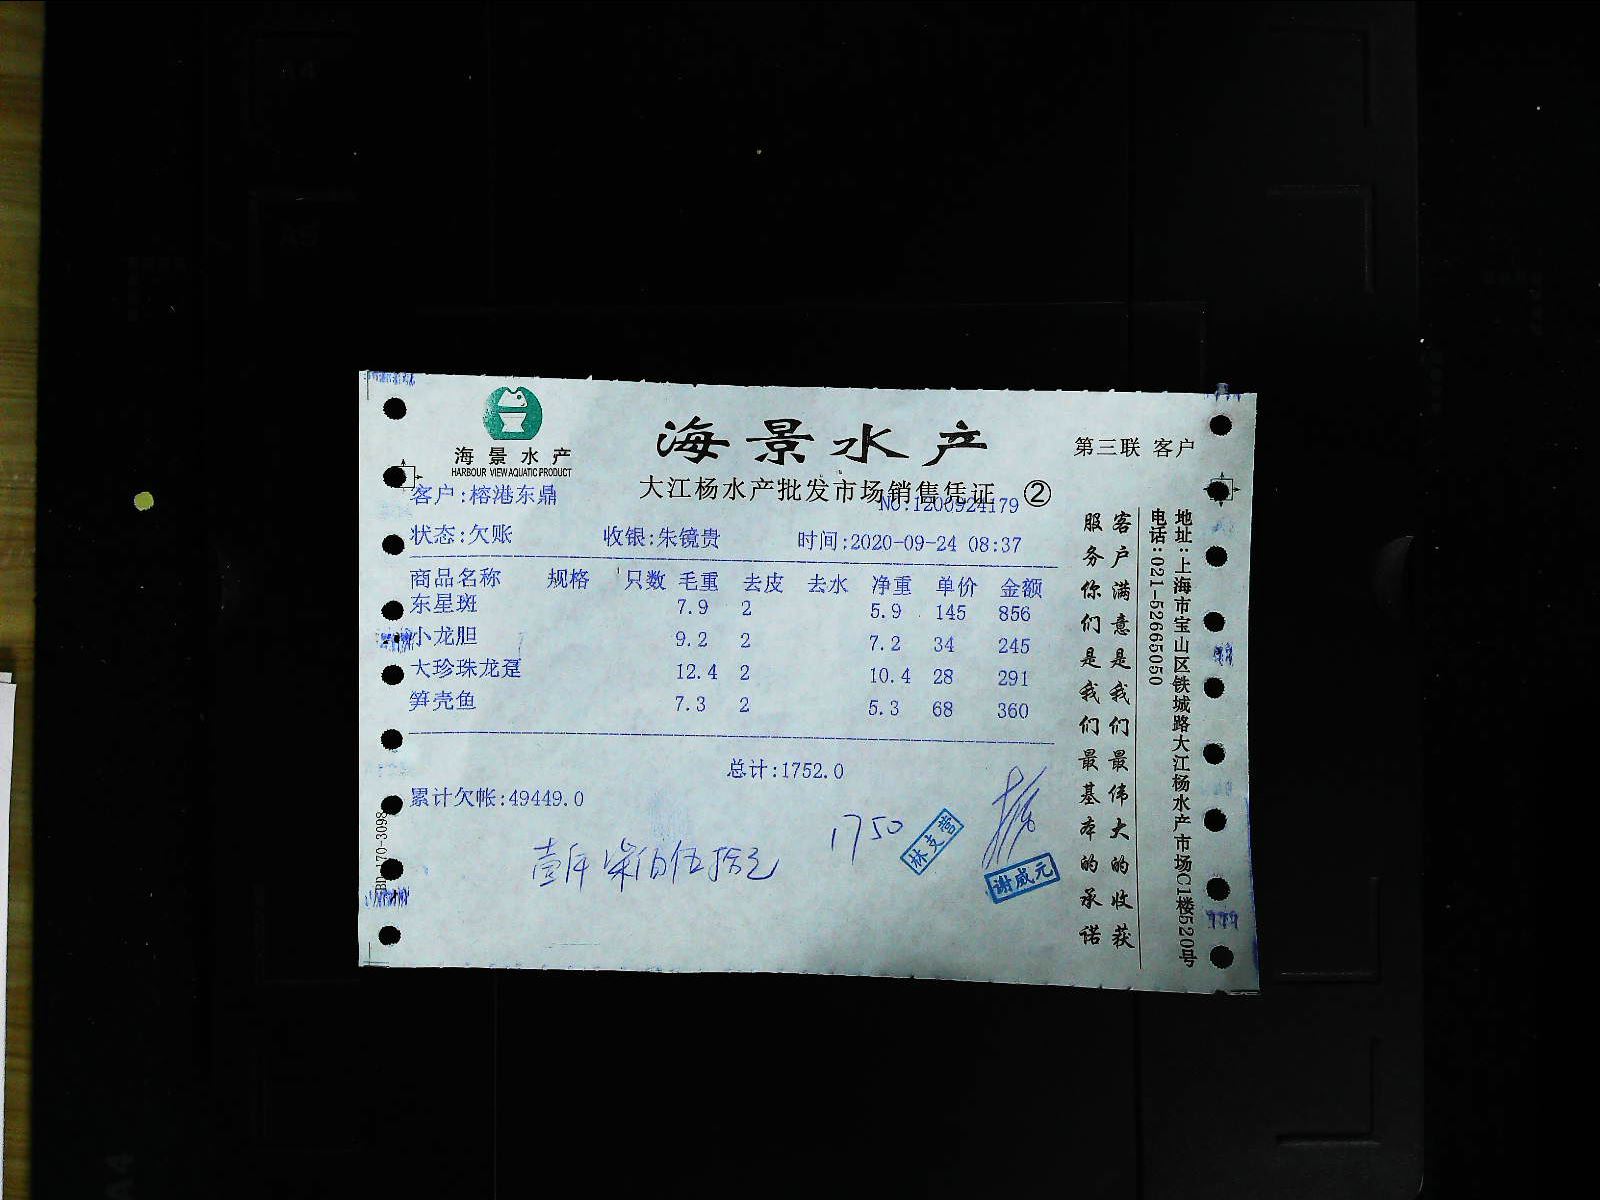 海景水产
HARBOUR VIEW AQUATIC PRODUCT
海景水产
第三联 客户
大江杨水产批发市场销售凭证 ②
客户:榕港东鼎
NO:1200924179
状态:欠账 收银:朱镜贵 时间:2020-09-24 08:37
商品名称 规格 只数 毛重 去皮 去水 净重 单价 金额
东星斑 7.9 2 5.9 145 856
小龙胆 9.2 2 7.2 34 245
大珍珠龙趸 12.4 2 10.4 28 291
笋壳鱼 7.3 2 5.3 68 360
总计:1752.0
累计欠帐:49449.0
1750
壹仟柒佰伍拾元
谢威元
客户满意是我们最伟大的收获
服务你们是我们最基本的承诺
地址:上海市宝山区铁城路大江杨水产市场C1楼520号
电话:021-52665050